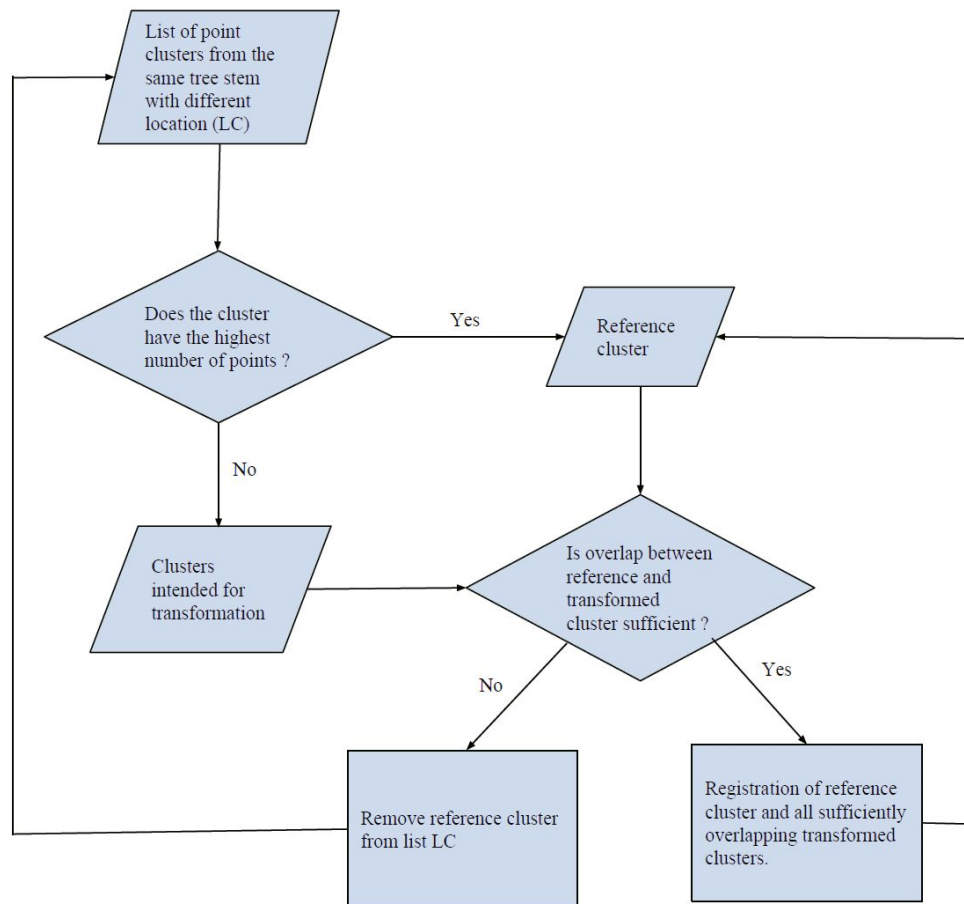 List of point
clusters from the
same tree stem
with different
location (LC)
Does the cluster
have the highest
number of points ?
Yes
Reference
cluster
No
Clusters
intended for
transformation
Is overlap between
reference and
transformed
cluster sufficient ?
No
Yes
Remove reference cluster
from list LC
Registration of reference
cluster and all sufficiently
overlapping transformed
clusters.